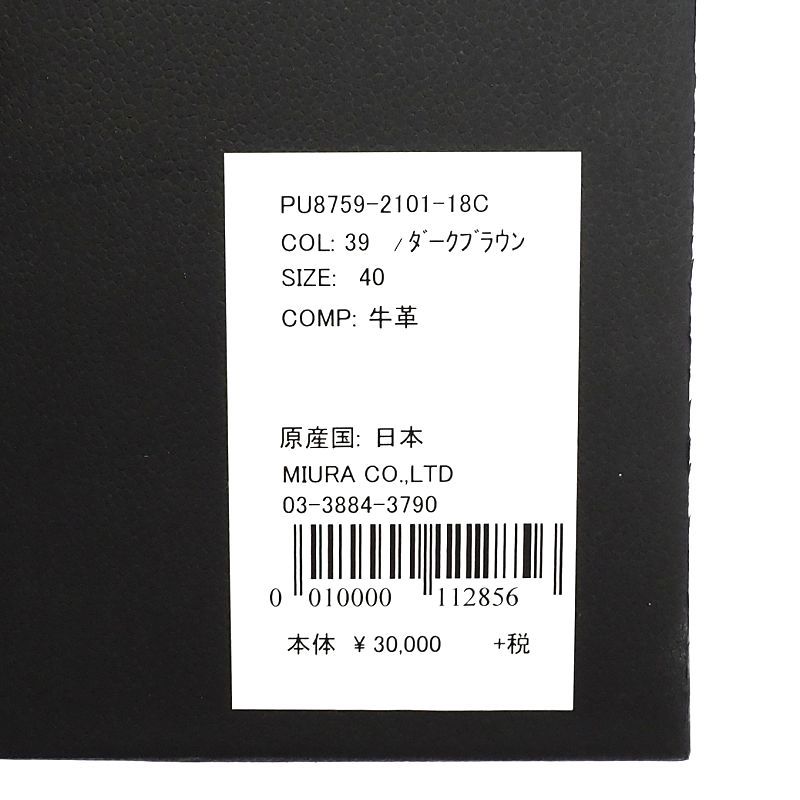 PU8759-2101-18C
COL: 39 /ﾀﾞｰｸﾌﾞﾗｳﾝ
SIZE: 40
COMP: 牛革
原産国: 日本
MIURA CO.,LTD
03-3884-3790
0 010000 112856
本体 ¥ 30,000 +税